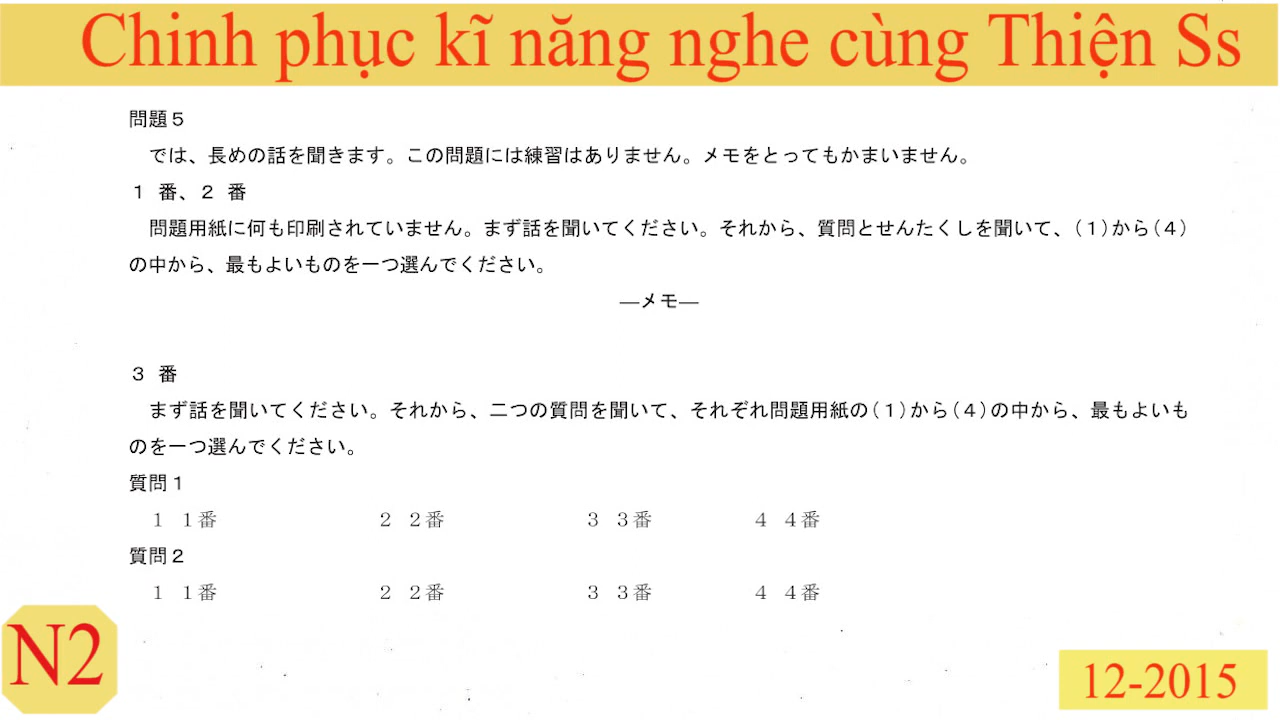 Chinh phục kĩ năng nghe cùng Thiện Ss
問題５
では、長めの話を聞きます。この問題には練習はありません。メモをとってもかまいません。
１ 番、２ 番
問題用紙に何も印刷されていません。まず話を聞いてください。それから、質問とせんたくしを聞いて、（１）から（４）
の中から、最もよいものを一つ選んでください。
―メモ―
３ 番
まず話を聞いてください。それから、二つの質問を聞いて、それぞれ問題用紙の（１）から（４）の中から、最もよいも
のを一つ選んでください。
質問１
１ １番 ２ ２番 ３ ３番 ４ ４番
質問２
１ １番 ２ ２番 ３ ３番 ４ ４番
N2
12-2015